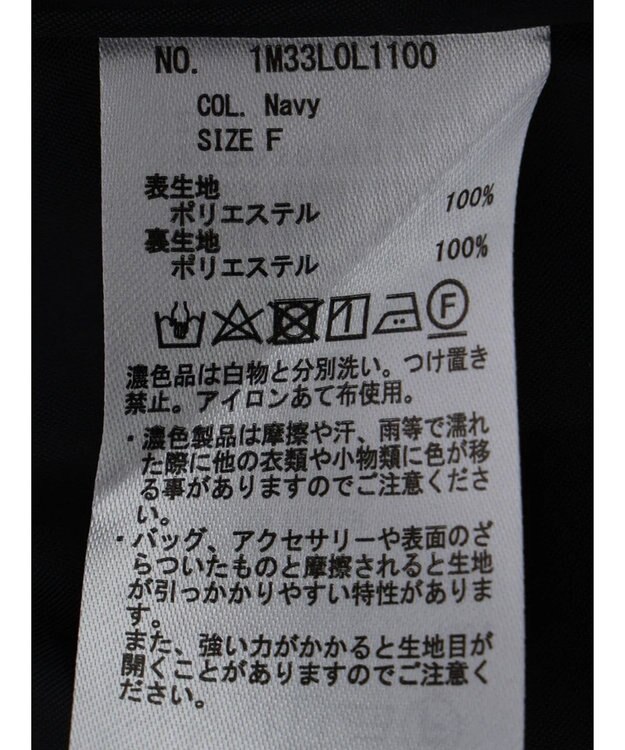 NO. 1M33L0L1100
COL. Navy
SIZE F
表生地
ポリエステル 100%
裏生地
ポリエステル 100%
F
濃色品は白物と分別洗い。つけ置き
禁止。アイロンあて布使用。
・濃色製品は摩擦や汗、雨等で濡れ
た際に他の衣類や小物類に色が移
る事がありますのでご注意くださ
い。
・バッグ、アクセサリーや表面のざ
らついたものと摩擦されると生地
が引っかかりやすい特性がありま
す。
また、強い力がかかると生地目が
開くことがありますのでご注意く
ださい。